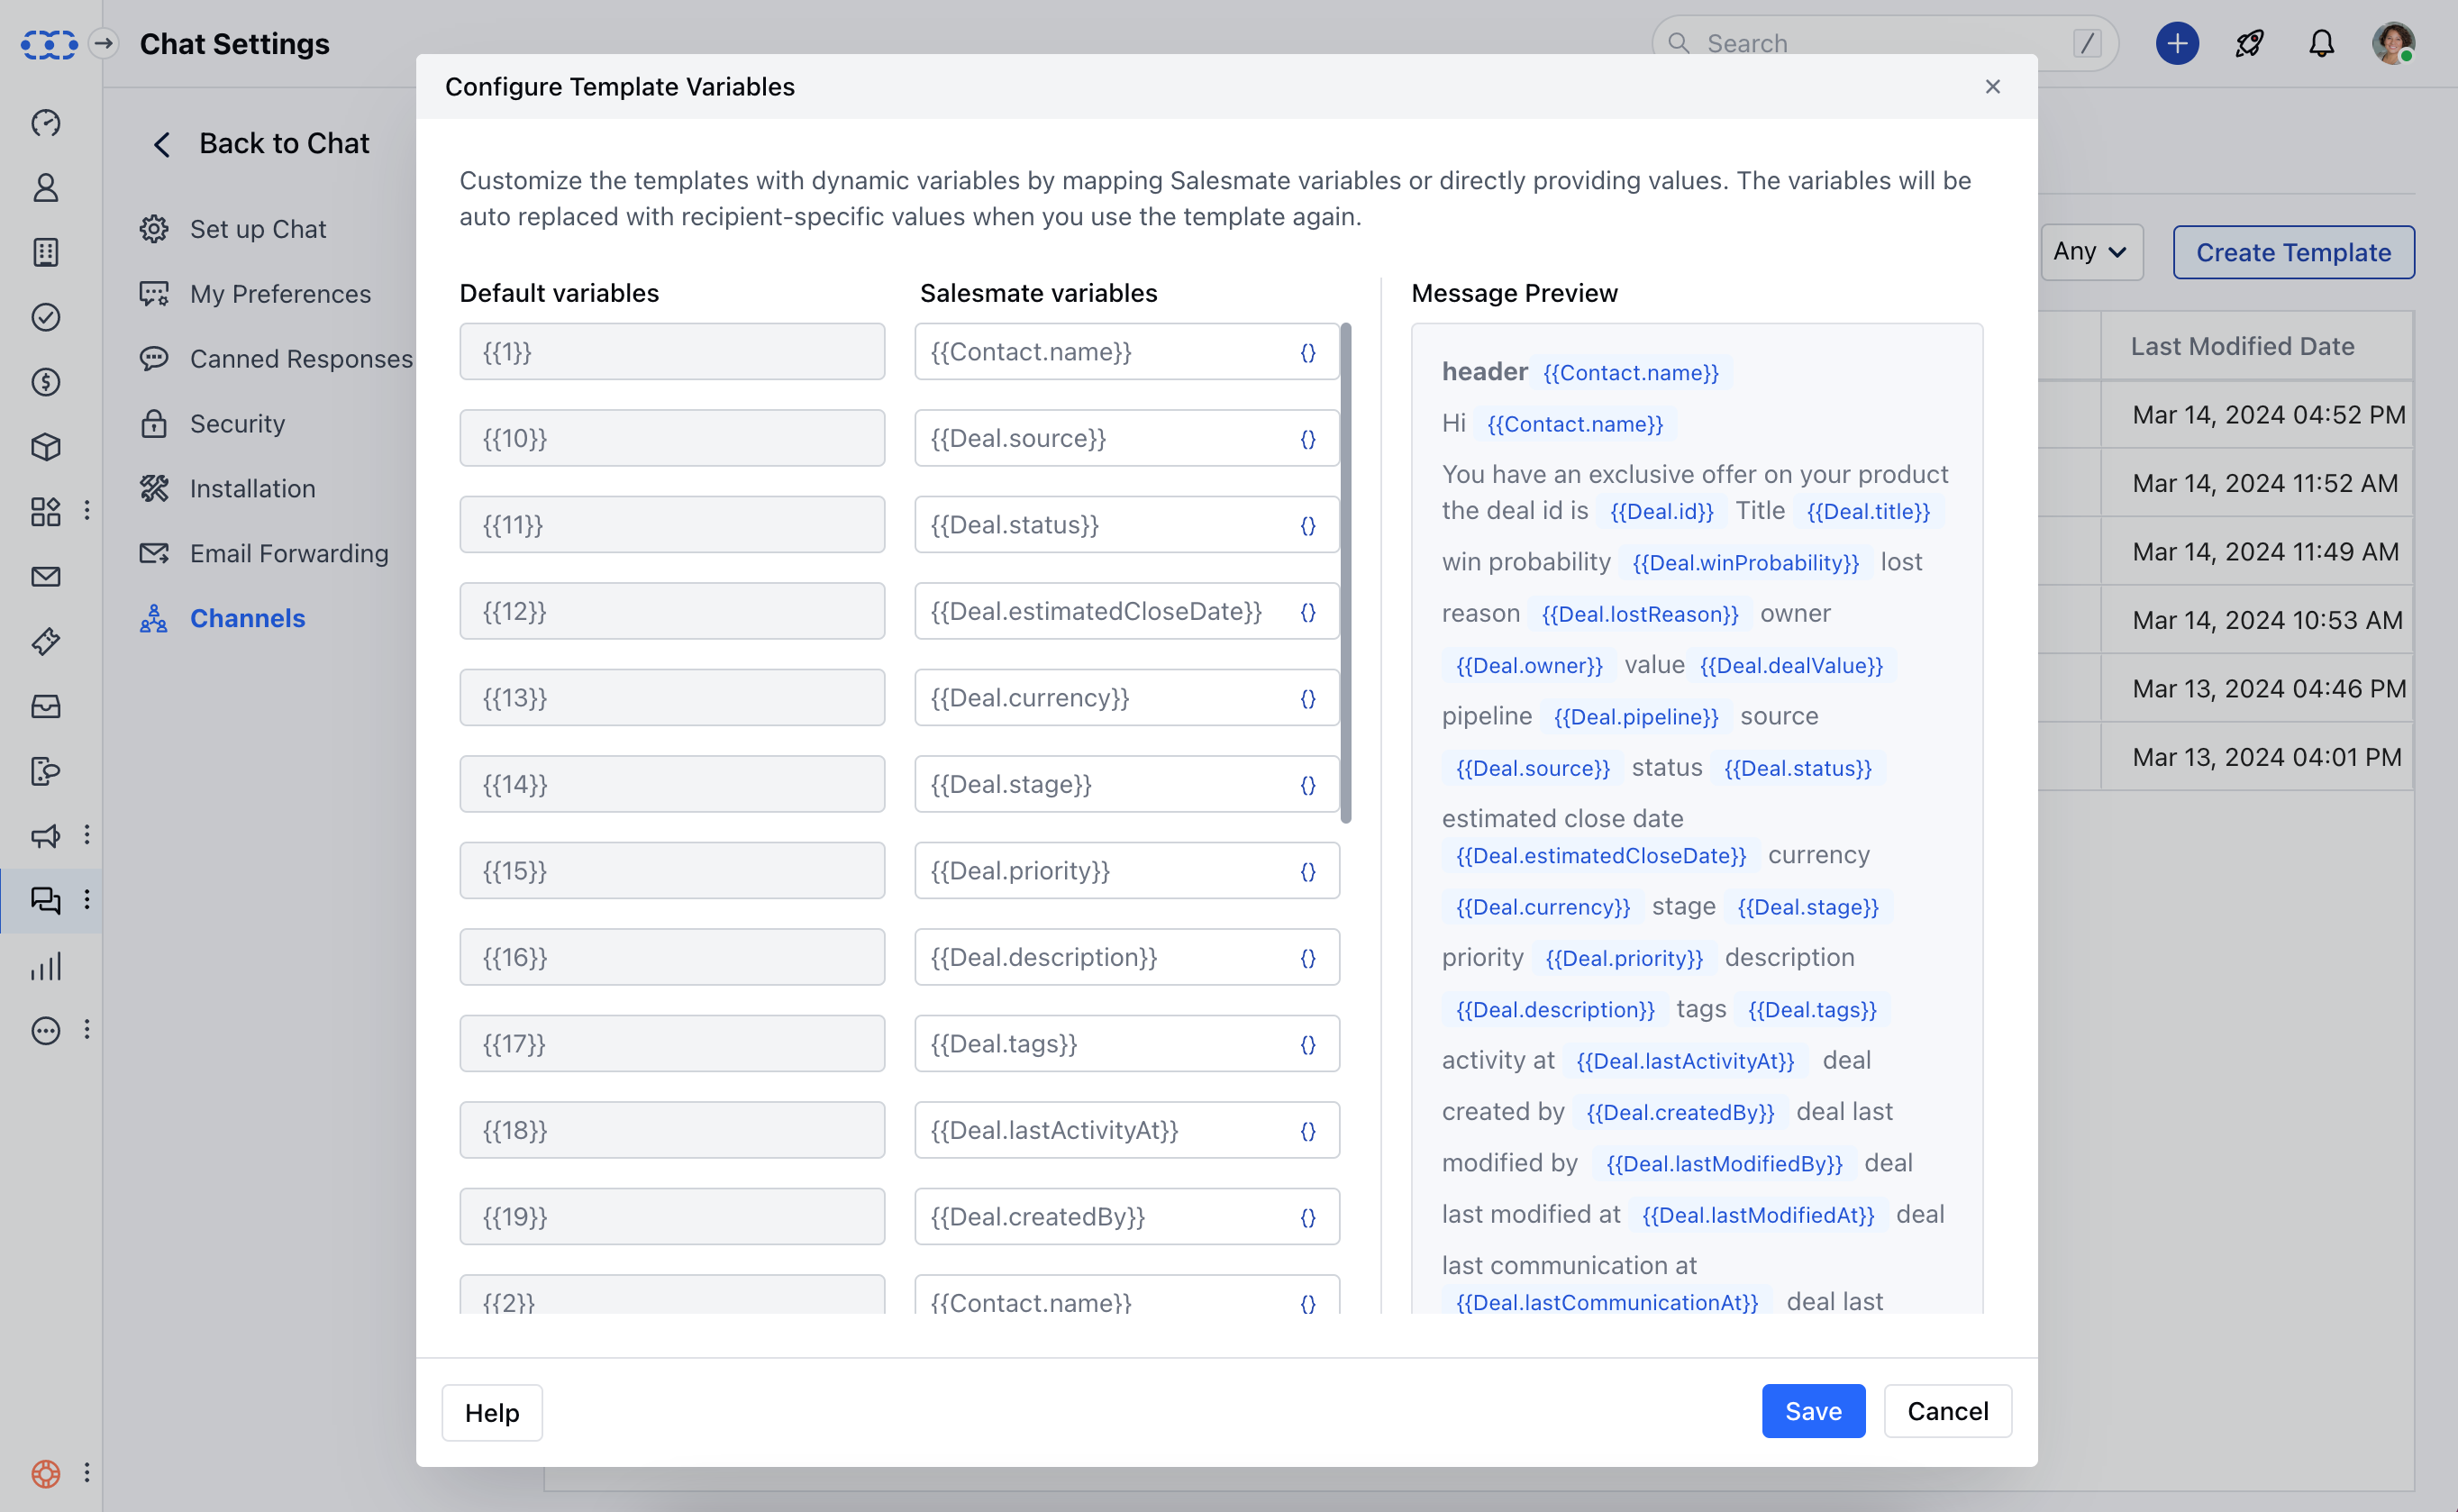 Chat Settings
Search
/
Back to Chat
Set up Chat
My Preferences
Canned Responses
Security
Installation
Email Forwarding
Channels
Any
Create Template
Last Modified Date
Mar 14, 2024 04:52 PM
Mar 14, 2024 11:52 AM
Mar 14, 2024 11:49 AM
Mar 14, 2024 10:53 AM
Mar 13, 2024 04:46 PM
Mar 13, 2024 04:01 PM
Configure Template Variables
Customize the templates with dynamic variables by mapping Salesmate variables or directly providing values. The variables will be
auto replaced with recipient-specific values when you use the template again.
Default variables
Salesmate variables
{{1}}
{{Contact.name}}
{}
{{10}}
{{Deal.source}}
{}
{{11}}
{{Deal.status}}
{}
{{12}}
{{Deal.estimatedCloseDate}}
{}
{{13}}
{{Deal.currency}}
{}
{{14}}
{{Deal.stage}}
{}
{{15}}
{{Deal.priority}}
{}
{{16}}
{{Deal.description}}
{}
{{17}}
{{Deal.tags}}
{}
{{18}}
{{Deal.lastActivityAt}}
{}
{{19}}
{{Deal.createdBy}}
{}
{{2}}
{{Contact.name}}
{}
Message Preview
header {{Contact.name}}
Hi {{Contact.name}}
You have an exclusive offer on your product
the deal id is {{Deal.id}} Title {{Deal.title}}
win probability {{Deal.winProbability}} lost
reason {{Deal.lostReason}} owner
{{Deal.owner}} value {{Deal.dealValue}}
pipeline {{Deal.pipeline}} source
{{Deal.source}} status {{Deal.status}}
estimated close date
{{Deal.estimatedCloseDate}} currency
{{Deal.currency}} stage {{Deal.stage}}
priority {{Deal.priority}} description
{{Deal.description}} tags {{Deal.tags}}
activity at {{Deal.lastActivityAt}} deal
created by {{Deal.createdBy}} deal last
modified by {{Deal.lastModifiedBy}} deal
last modified at {{Deal.lastModifiedAt}} deal
last communication at
{{Deal.lastCommunicationAt}} deal last
Help
Save
Cancel